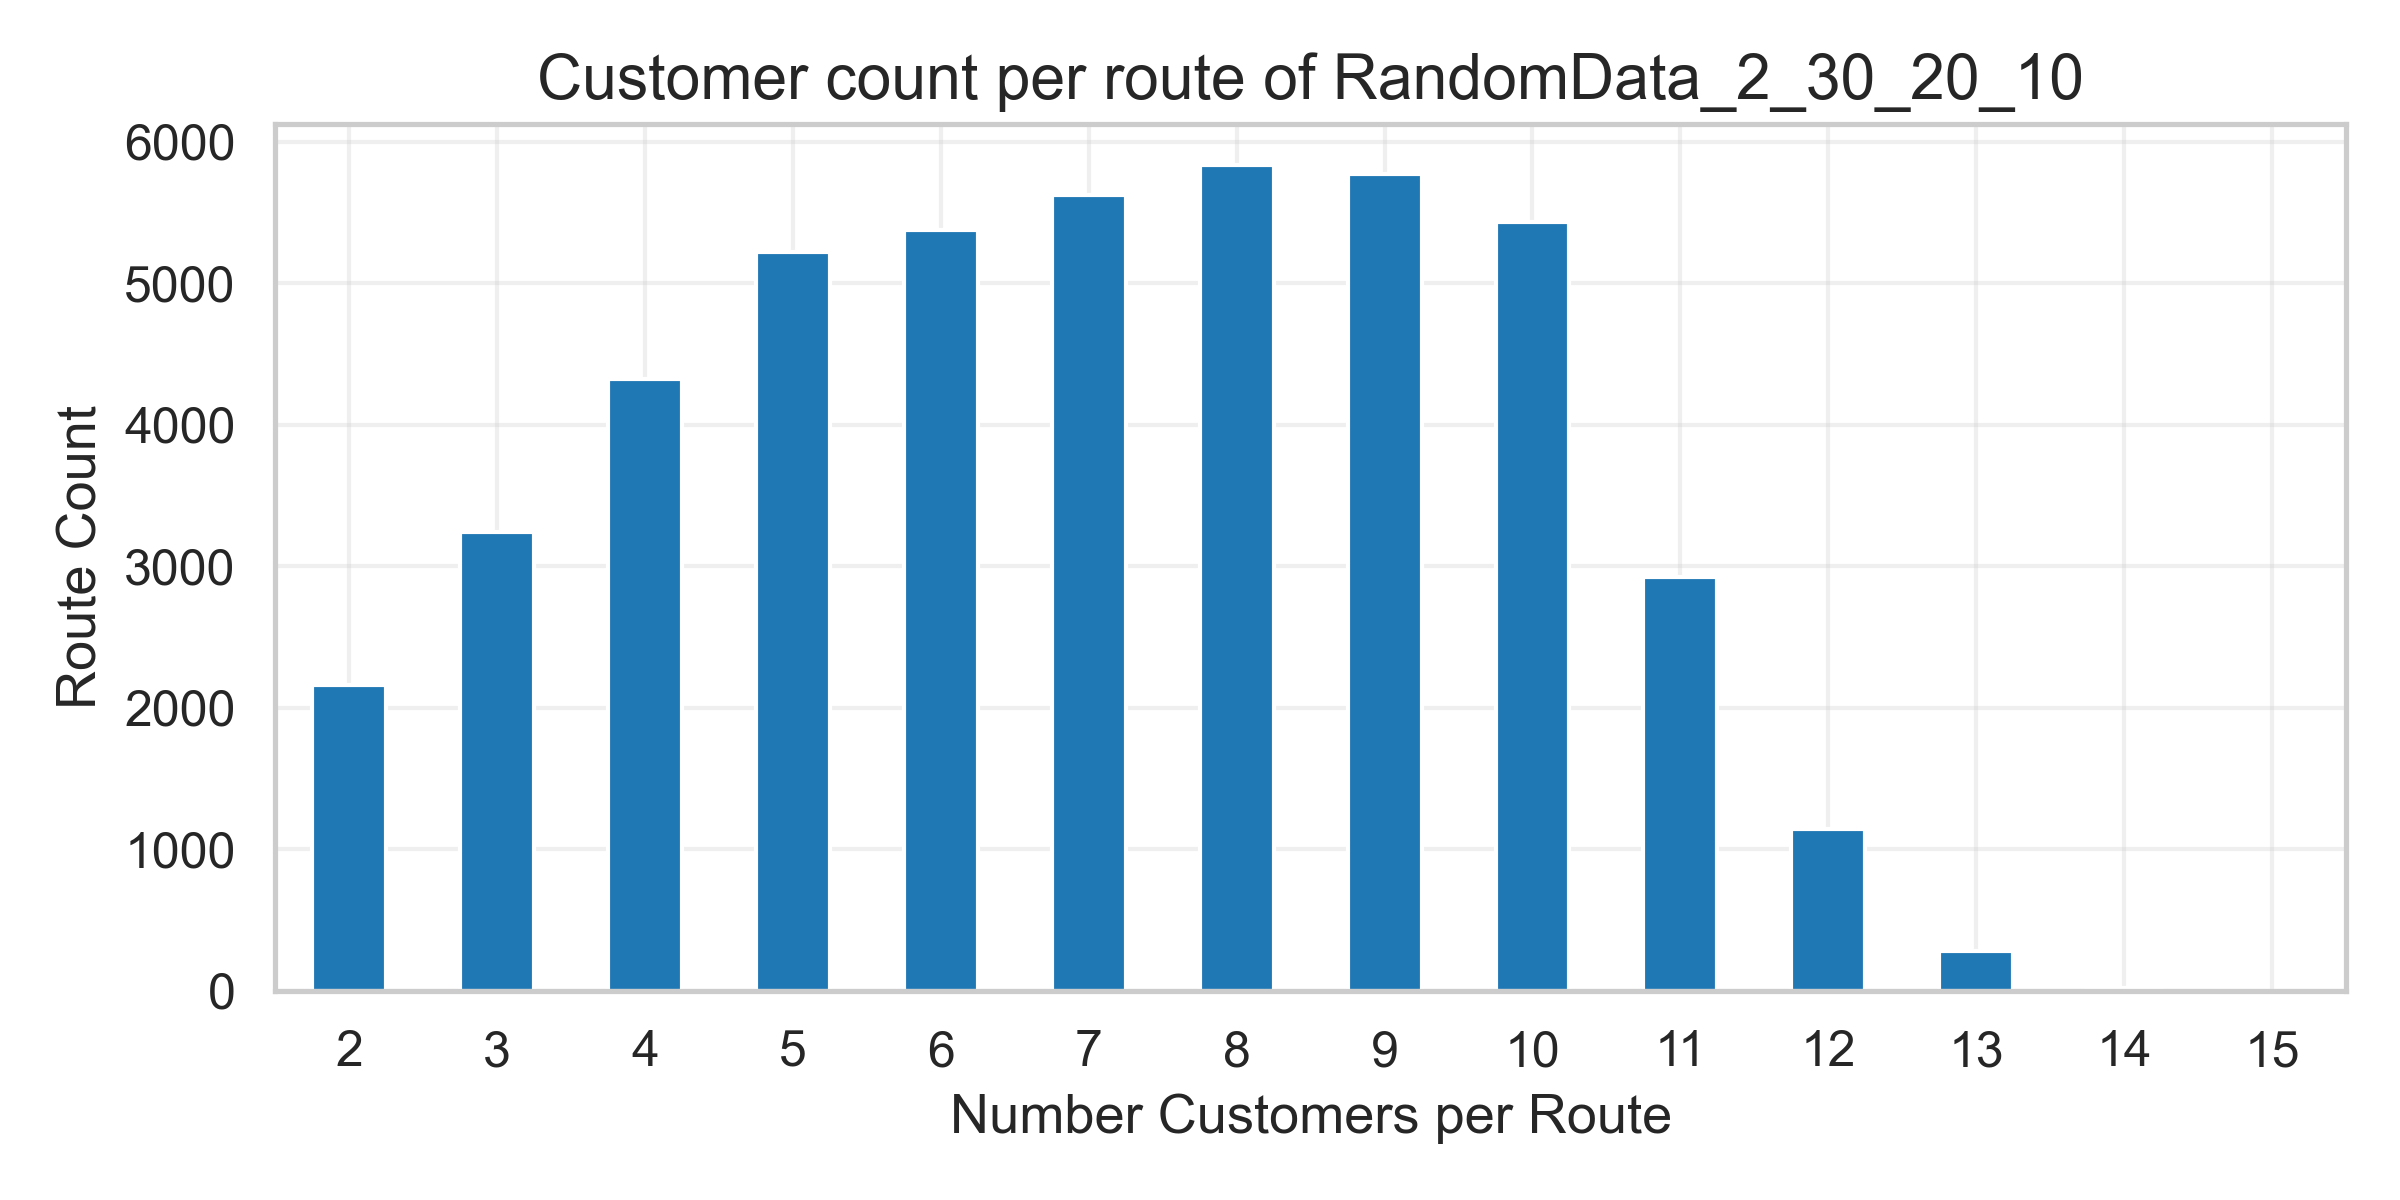 Customer count per route of RandomData_2_30_20_10
6000
5000
4000
3000
2000
1000
0
Route Count
2 3 4 5 6 7 8 9 10 11 12 13 14 15
Number Customers per Route